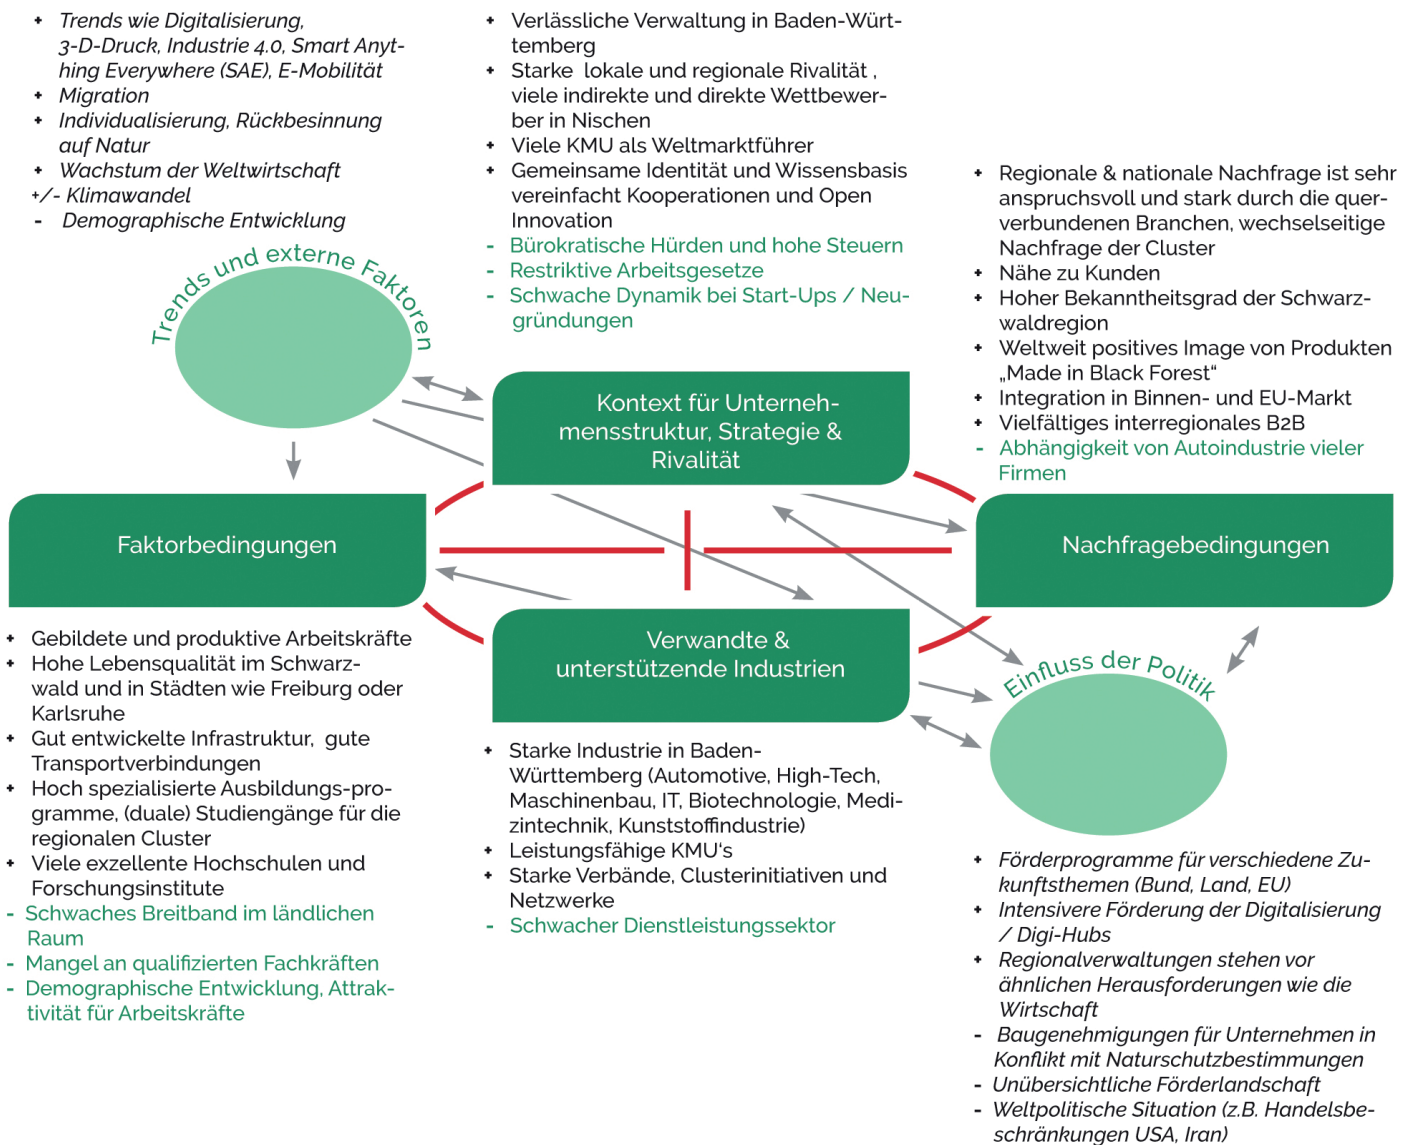 + Trends wie Digitalisierung,
3-D-Druck, Industrie 4.0, Smart Anyt-
hing Everywhere (SAE), E-Mobilität
+ Migration
+ Individualisierung, Rückbesinnung
auf Natur
+ Wachstum der Weltwirtschaft
+/- Klimawandel
- Demographische Entwicklung
Trends und externe Faktoren
+ Verlässliche Verwaltung in Baden-Würt-
temberg
+ Starke lokale und regionale Rivalität ,
viele indirekte und direkte Wettbewer-
ber in Nischen
+ Viele KMU als Weltmarktführer
+ Gemeinsame Identität und Wissensbasis
vereinfacht Kooperationen und Open
Innovation
- Bürokratische Hürden und hohe Steuern
- Restriktive Arbeitsgesetze
- Schwache Dynamik bei Start-Ups / Neu-
gründungen
Kontext für Unterneh-
mensstruktur, Strategie &
Rivalität
+ Regionale & nationale Nachfrage ist sehr
anspruchsvoll und stark durch die quer-
verbundenen Branchen, wechselseitige
Nachfrage der Cluster
+ Nähe zu Kunden
+ Hoher Bekanntheitsgrad der Schwarz-
waldregion
+ Weltweit positives Image von Produkten
„Made in Black Forest“
+ Integration in Binnen- und EU-Markt
+ Vielfältiges interregionales B2B
- Abhängigkeit von Autoindustrie vieler
Firmen
Faktorbedingungen
Nachfragebedingungen
+ Gebildete und produktive Arbeitskräfte
+ Hohe Lebensqualität im Schwarz-
wald und in Städten wie Freiburg oder
Karlsruhe
+ Gut entwickelte Infrastruktur, gute
Transportverbindungen
+ Hoch spezialisierte Ausbildungs-pro-
gramme, (duale) Studiengänge für die
regionalen Cluster
+ Viele exzellente Hochschulen und
Forschungsinstitute
- Schwaches Breitband im ländlichen
Raum
- Mangel an qualifizierten Fachkräften
- Demographische Entwicklung, Attrak-
tivität für Arbeitskräfte
Verwandte &
unterstützende Industrien
+ Starke Industrie in Baden-
Württemberg (Automotive, High-Tech,
Maschinenbau, IT, Biotechnologie, Medi-
zintechnik, Kunststoffindustrie)
+ Leistungsfähige KMU's
+ Starke Verbände, Clusterinitiativen und
Netzwerke
- Schwacher Dienstleistungssektor
Einfluss der Politik
+ Förderprogramme für verschiedene Zu-
kunftsthemen (Bund, Land, EU)
+ Intensivere Förderung der Digitalisierung
/ Digi-Hubs
+ Regionalverwaltungen stehen vor
ähnlichen Herausforderungen wie die
Wirtschaft
- Baugenehmigungen für Unternehmen in
Konflikt mit Naturschutzbestimmungen
- Unübersichtliche Förderlandschaft
- Weltpolitische Situation (z.B. Handelsbe-
schränkungen USA, Iran)